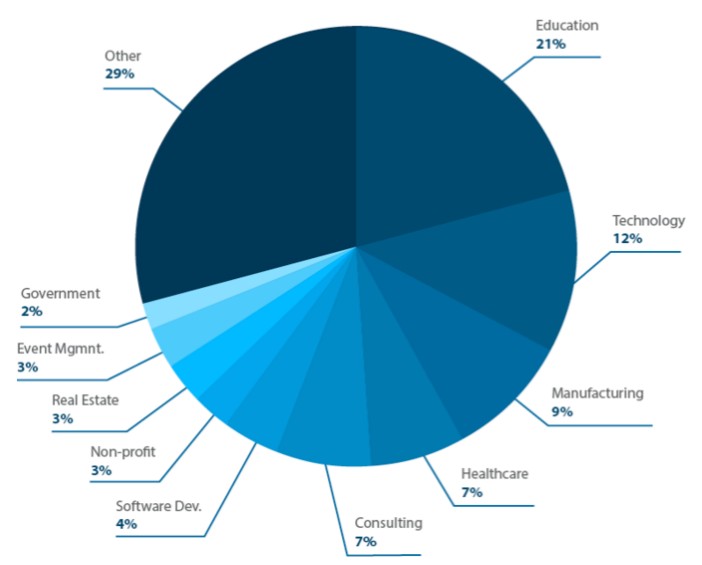 Education
21%
Technology
12%
Manufacturing
9%
Healthcare
7%
Consulting
7%
Software Dev.
4%
Non-profit
3%
Real Estate
3%
Event Mgmnt.
3%
Government
2%
Other
29%